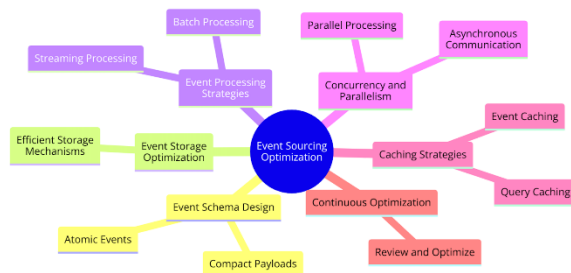 Batch Processing
Parallel Processing
Asynchronous
Communication
Streaming Processing
Event Processing
Strategies
Concurrency and
Parallelism
Event Caching
Efficient Storage
Mechanisms
Event Storage
Optimization
Event Sourcing
Optimization
Caching Strategies
Query Caching
Event Schema Design
Continuous Optimization
Atomic Events
Compact Payloads
Review and Optimize